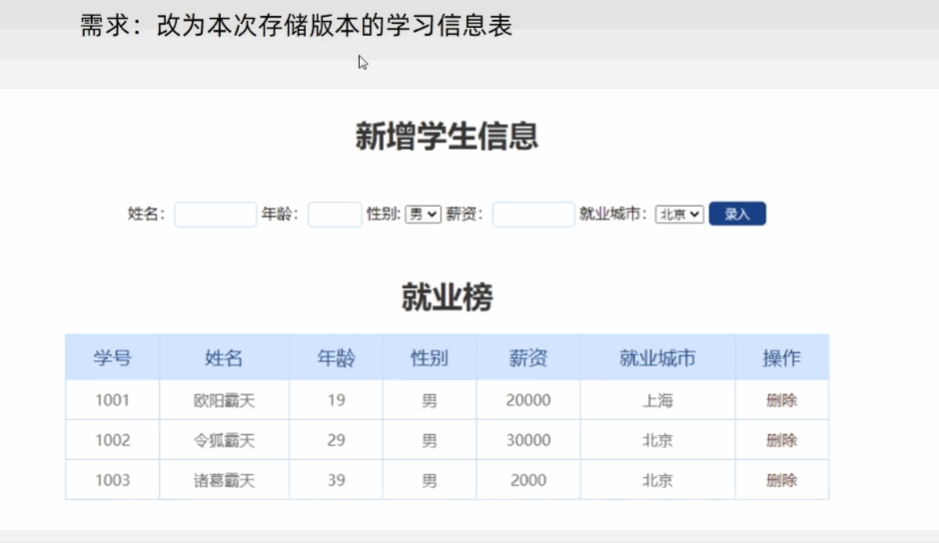 需求：改为本次存储版本的学习信息表
新增学生信息
姓名： 年龄： 性别: 男 薪资： 就业城市： 北京 录入
就业榜
学号 姓名 年龄 性别 薪资 就业城市 操作
1001 欧阳霸天 19 男 20000 上海 删除
1002 令狐霸天 29 男 30000 北京 删除
1003 诸葛霸天 39 男 2000 北京 删除